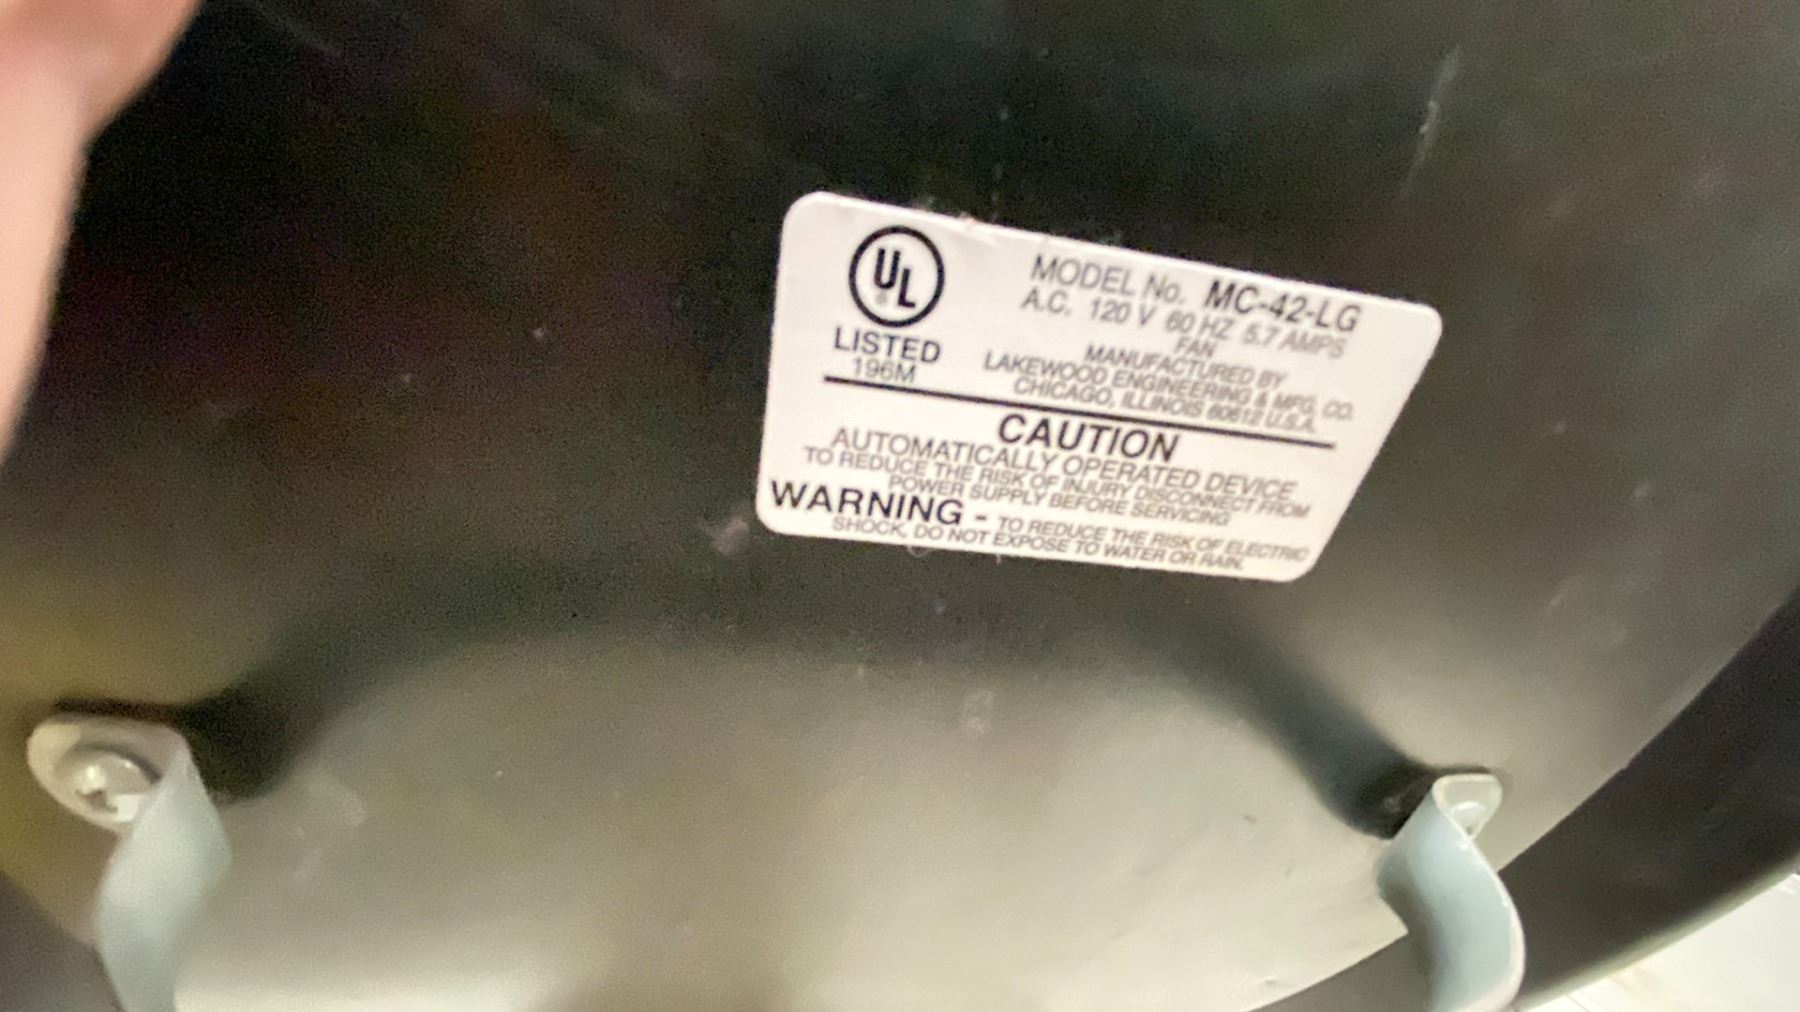 UL
LISTED
196M
MODEL No. MC-42-LG
A.C. 120 V 60 HZ 5.7 AMPS
FAN
MANUFACTURED BY
LAKEWOOD ENGINEERING & MFG. CO.
CHICAGO, ILLINOIS 60612 U.S.A.
CAUTION
AUTOMATICALLY OPERATED DEVICE
TO REDUCE THE RISK OF INJURY DISCONNECT FROM
POWER SUPPLY BEFORE SERVICING
WARNING - TO REDUCE THE RISK OF ELECTRIC
SHOCK, DO NOT EXPOSE TO WATER OR RAIN.